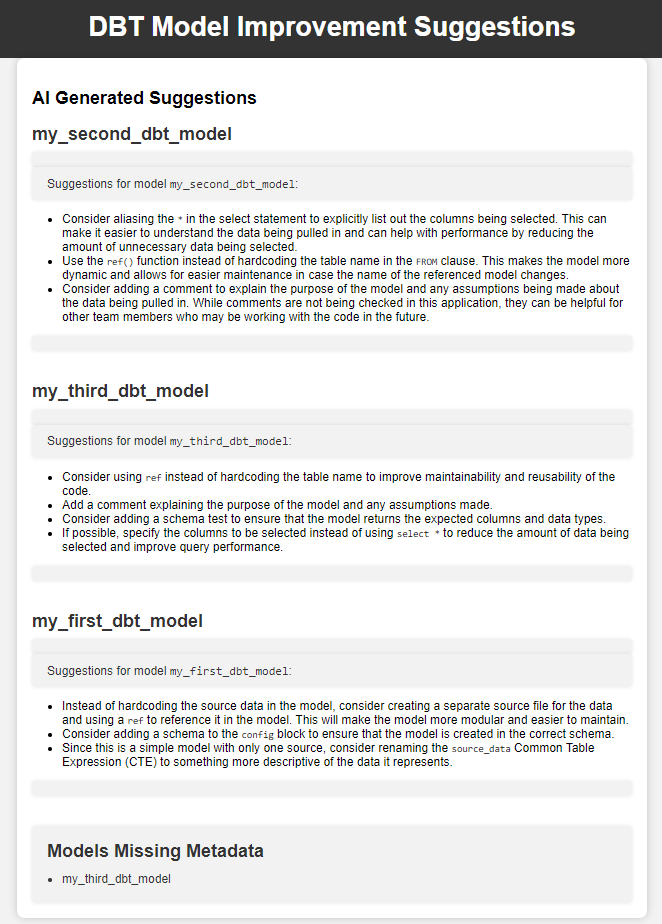 DBT Model Improvement Suggestions
AI Generated Suggestions
my_second_dbt_model
Suggestions for model my_second_dbt_model:
• Consider aliasing the * in the select statement to explicitly list out the columns being selected. This can
make it easier to understand the data being pulled in and can help with performance by reducing the
amount of unnecessary data being selected.
• Use the ref() function instead of hardcoding the table name in the FROM clause. This makes the model more
dynamic and allows for easier maintenance in case the name of the referenced model changes.
• Consider adding a comment to explain the purpose of the model and any assumptions being made about
the data being pulled in. While comments are not being checked in this application, they can be helpful for
other team members who may be working with the code in the future.
my_third_dbt_model
Suggestions for model my_third_dbt_model:
• Consider using ref instead of hardcoding the table name to improve maintainability and reusability of the
code.
• Add a comment explaining the purpose of the model and any assumptions made.
• Consider adding a schema test to ensure that the model returns the expected columns and data types.
• If possible, specify the columns to be selected instead of using select * to reduce the amount of data being
selected and improve query performance.
my_first_dbt_model
Suggestions for model my_first_dbt_model:
• Instead of hardcoding the source data in the model, consider creating a separate source file for the data
and using a ref to reference it in the model. This will make the model more modular and easier to maintain.
• Consider adding a schema to the config block to ensure that the model is created in the correct schema.
• Since this is a simple model with only one source, consider renaming the source_data Common Table
Expression (CTE) to something more descriptive of the data it represents.
Models Missing Metadata
• my_third_dbt_model